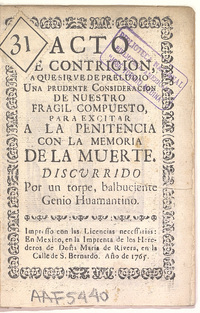 31
ACTO
DE CONTRICION,
A QUE SIRVE DE PRELUDIO
UNA PRUDENTE CONSIDERACION
DE NUESTRO
FRAGIL COMPUESTO,
PARA EXCITAR
A LA PENITENCIA
CON LA MEMORIA
DE LA MUERTE,
DISCURRIDO
Por un torpe, balbuciente
Genio Huamantino.
Impresso con las Licencias necessarias:
En Mexico, en la Imprenta de los Here-
deros de Doña Maria de Rivera, en la
Calle de S. Bernardo. Año de 1765.
AAF5440